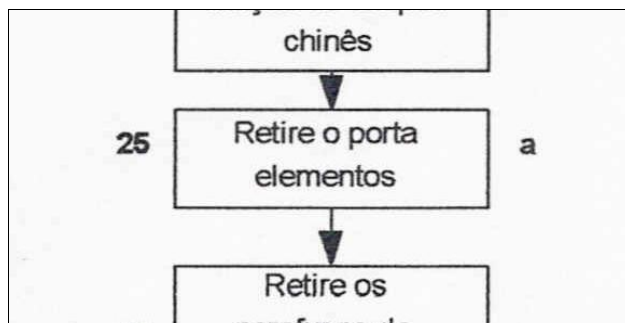 chinês
25
Retire o porta
elementos
a
Retire os